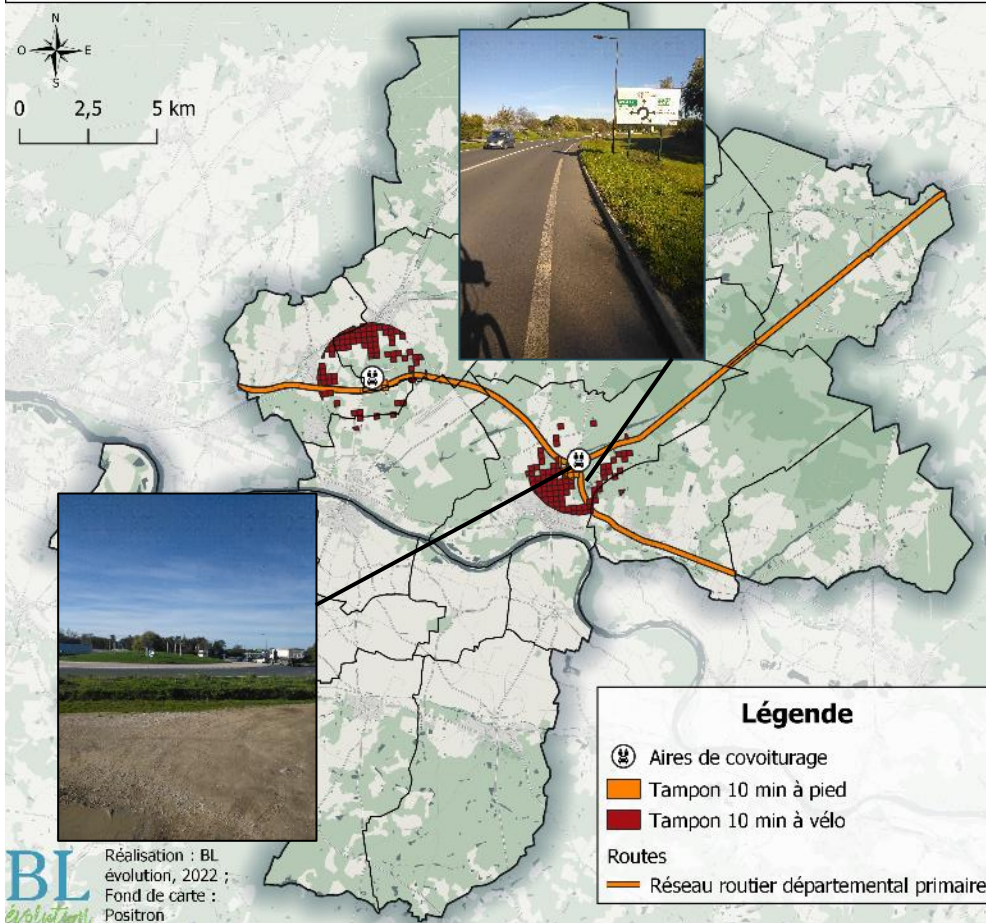 N
O
E
S
0 2,5 5 km
Légende
Aires de covoiturage
Tampon 10 min à pied
Tampon 10 min à vélo
Routes
Réseau routier départemental primaire
BL
évolution
Réalisation : BL
évolution, 2022 ;
Fond de carte :
Positron